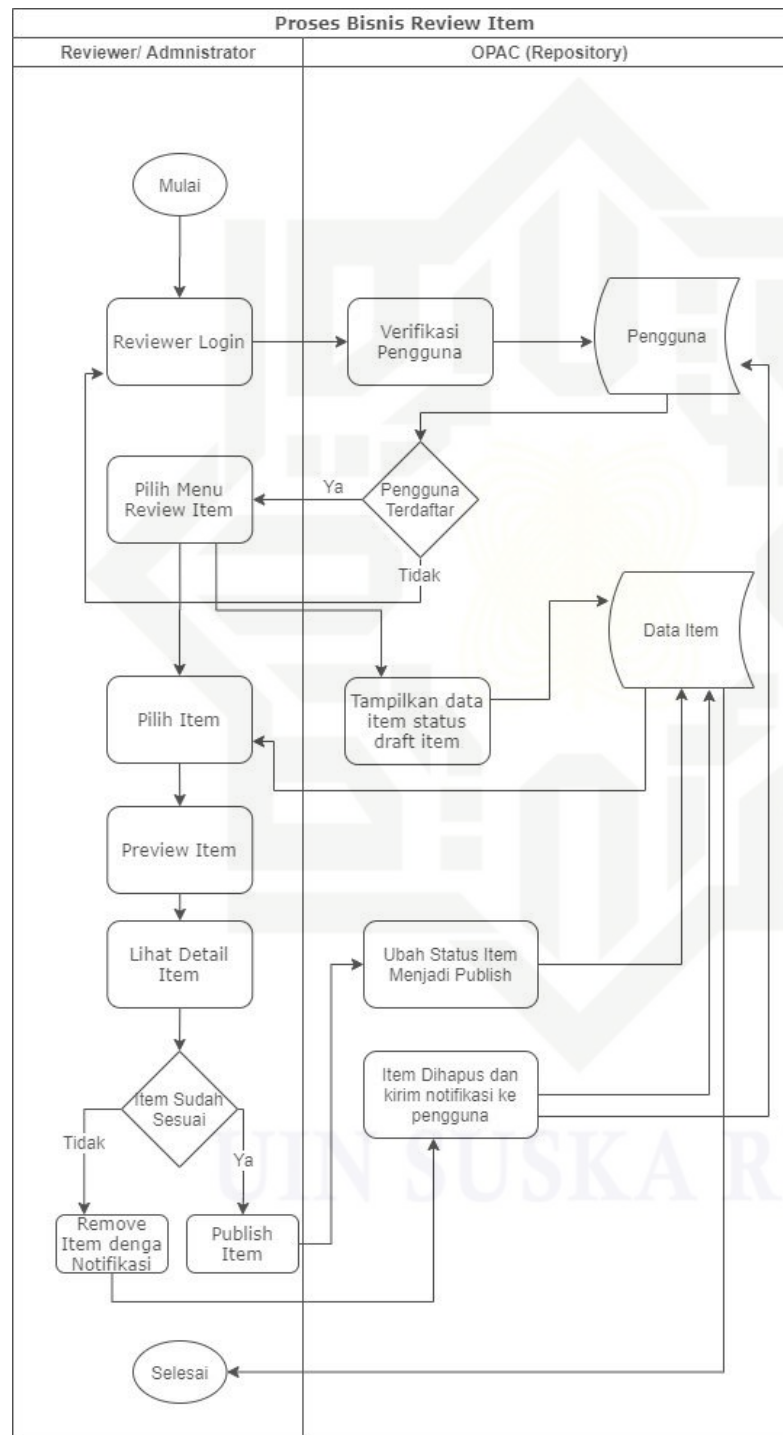 Proses Bisnis Review Item
Reviewer/ Admnistrator
OPAC (Repository)
Mulai
Reviewer Login
Verifikasi
Pengguna
Pengguna
Pilih Menu
Review Item
Ya
Pengguna
Terdaftar
Tidak
Data Item
Pilih Item
Tampilkan data
item status
draft item
Preview Item
Lihat Detail
Item
Ubah Status Item
Menjadi Publish
Item Sudah
Sesuai
Item Dihapus dan
kirim notifikasi ke
pengguna
Tidak
Ya
UIN SUSKA R
Remove
Item denga
Notifikasi
Publish
Item
Selesai